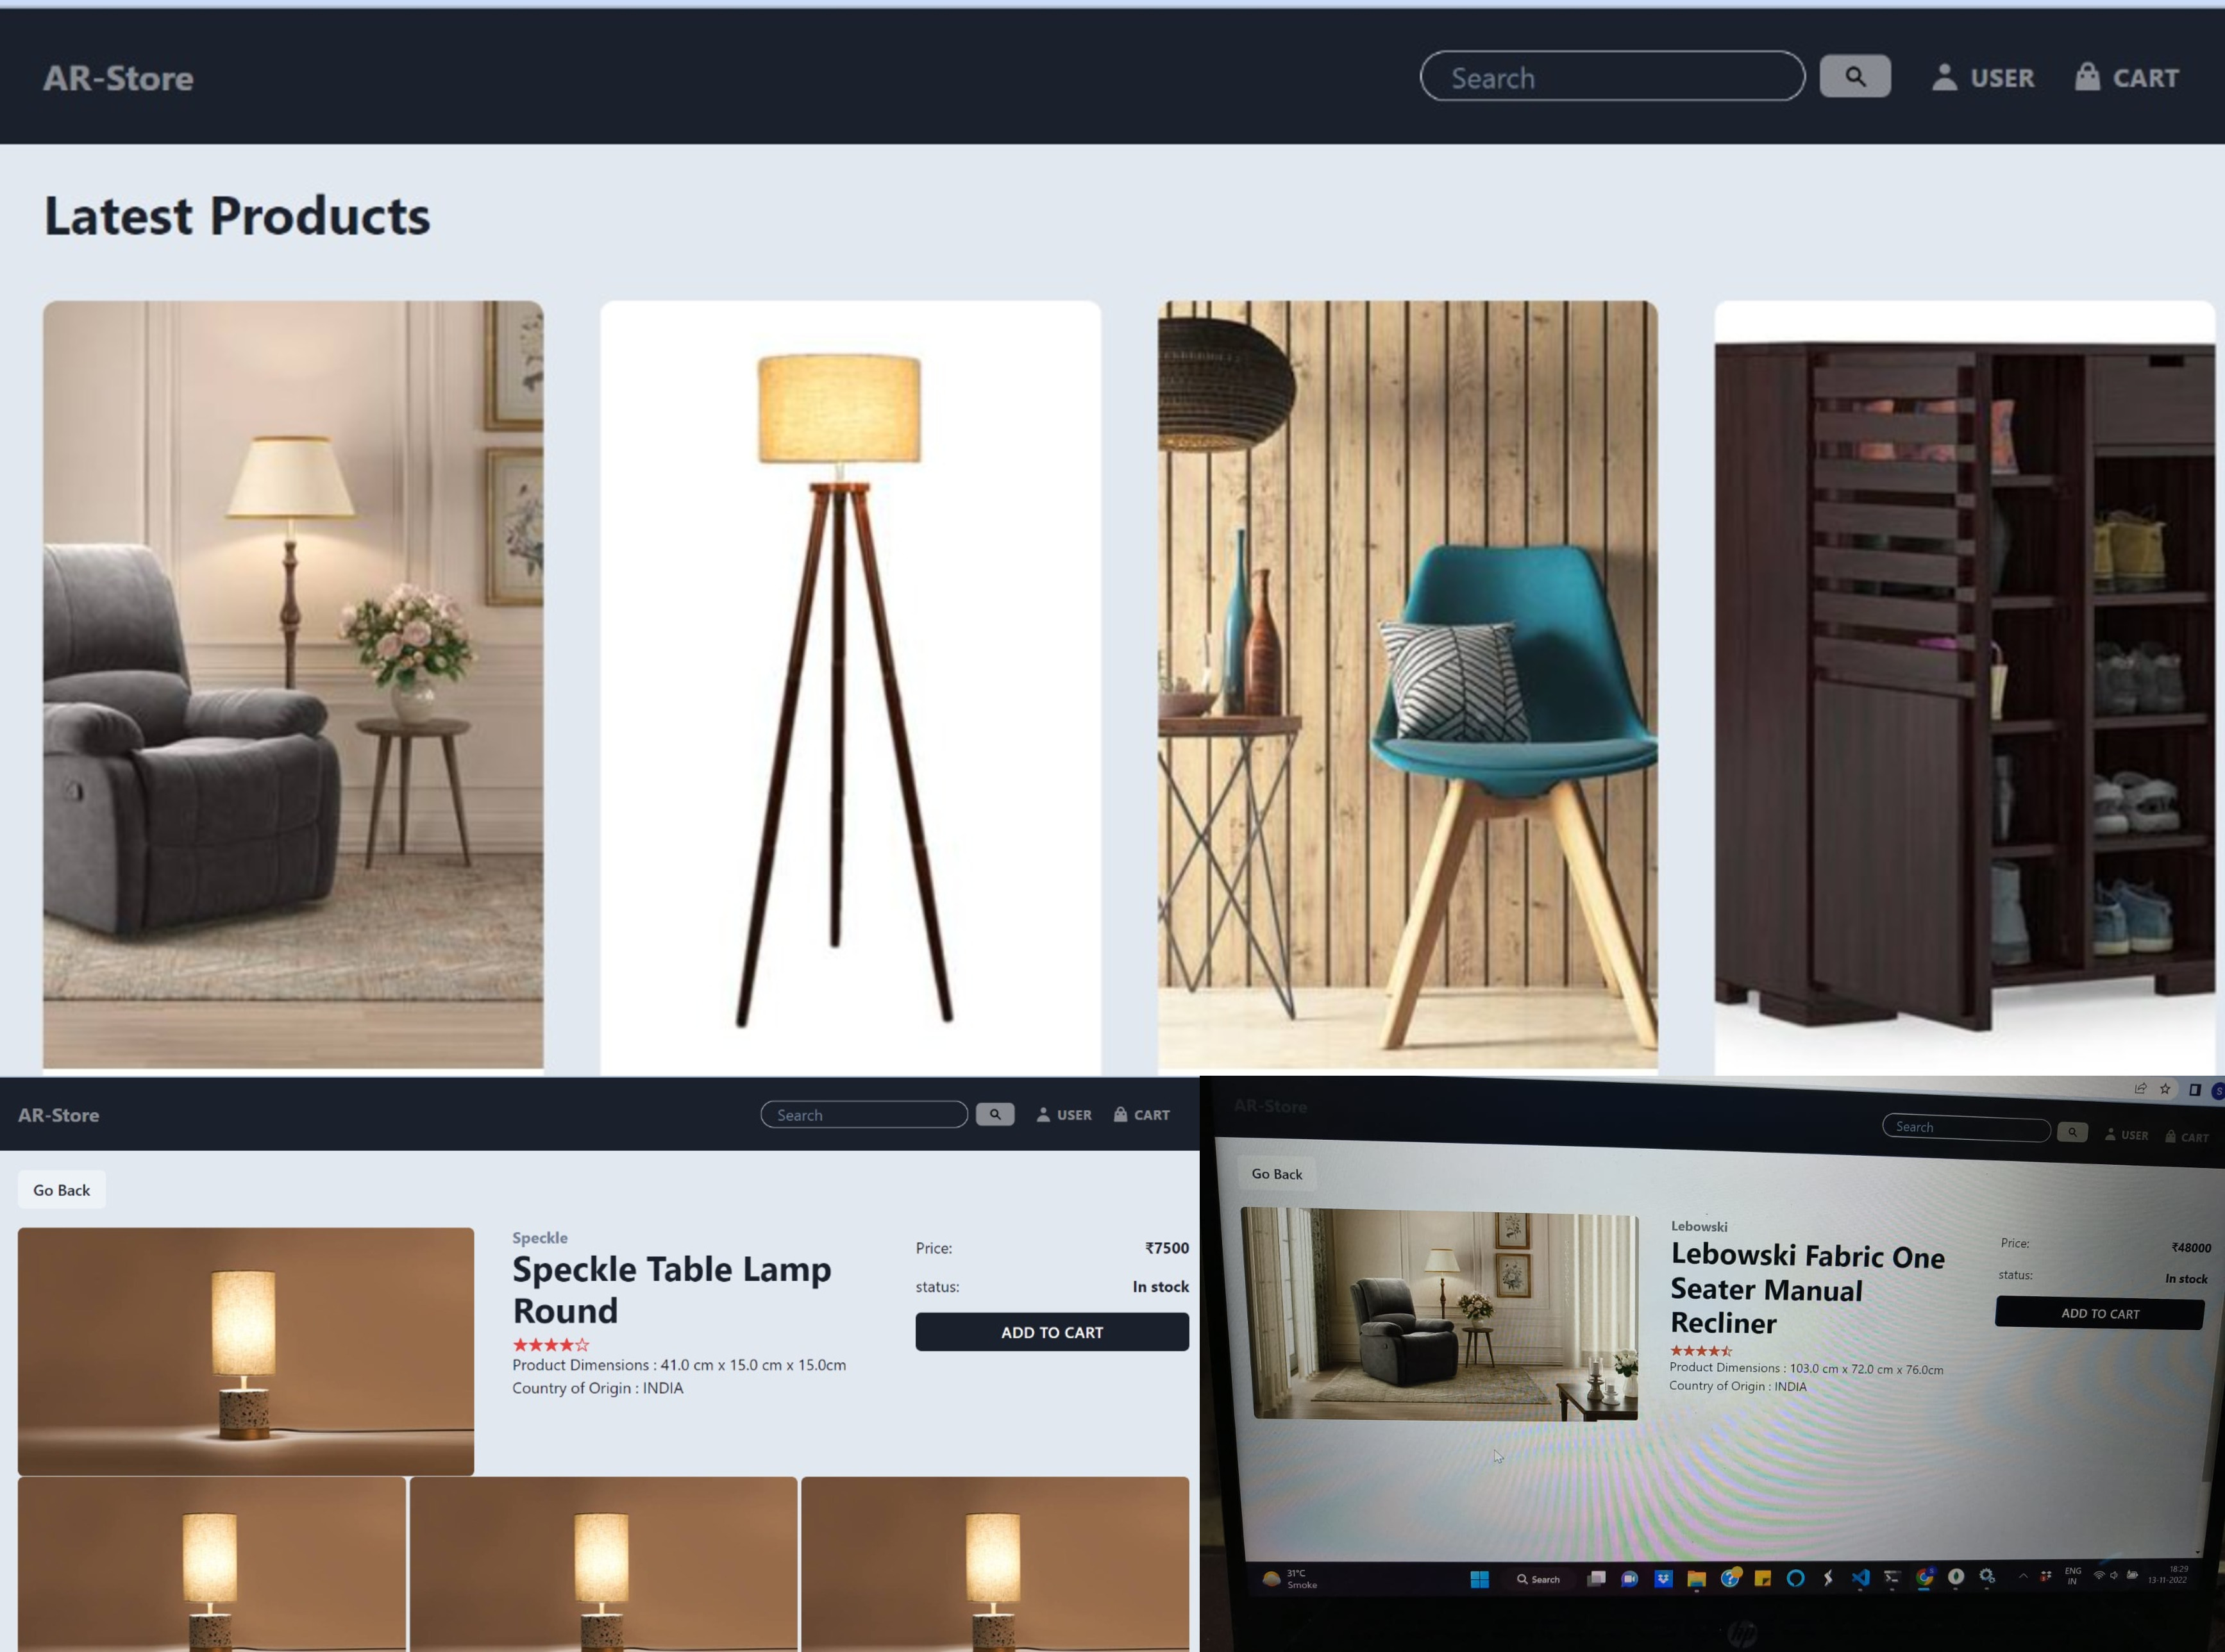 AR-Store
Search
USER
CART
Latest Products
AR-Store
Search
USER
CART
Go Back
Speckle
Speckle Table Lamp
Round
Product Dimensions : 41.0 cm x 15.0 cm x 15.0cm
Country of Origin : INDIA
Price:
₹7500
status:
In stock
ADD TO CART
AR-Store
Search
USER
CART
Go Back
Lebowski
Lebowski Fabric One
Seater Manual
Recliner
Product Dimensions : 103.0 cm x 72.0 cm x 76.0cm
Country of Origin : INDIA
Price:
₹48000
status:
In stock
ADD TO CART
31°C
Smoke
Search
ENG
IN
18:29
13-11-2022
hp